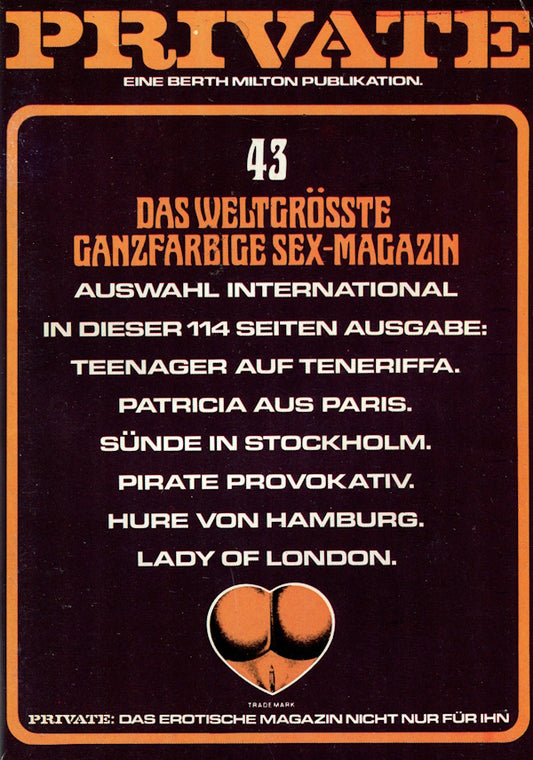 PRIVATE
EINE BERTH MILTON PUBLIKATION.
43
DAS WELTGRÖSSTE
GANZFARBIGE SEX-MAGAZIN
AUSWAHL INTERNATIONAL
IN DIESER 114 SEITEN AUSGABE:
TEENAGER AUF TENERIFFA.
PATRICIA AUS PARIS.
SÜNDE IN STOCKHOLM.
PIRATE PROVOKATIV.
HURE VON HAMBURG.
LADY OF LONDON.
TRADE MARK
PRIVATE: DAS EROTISCHE MAGAZIN NICHT NUR FÜR IHN